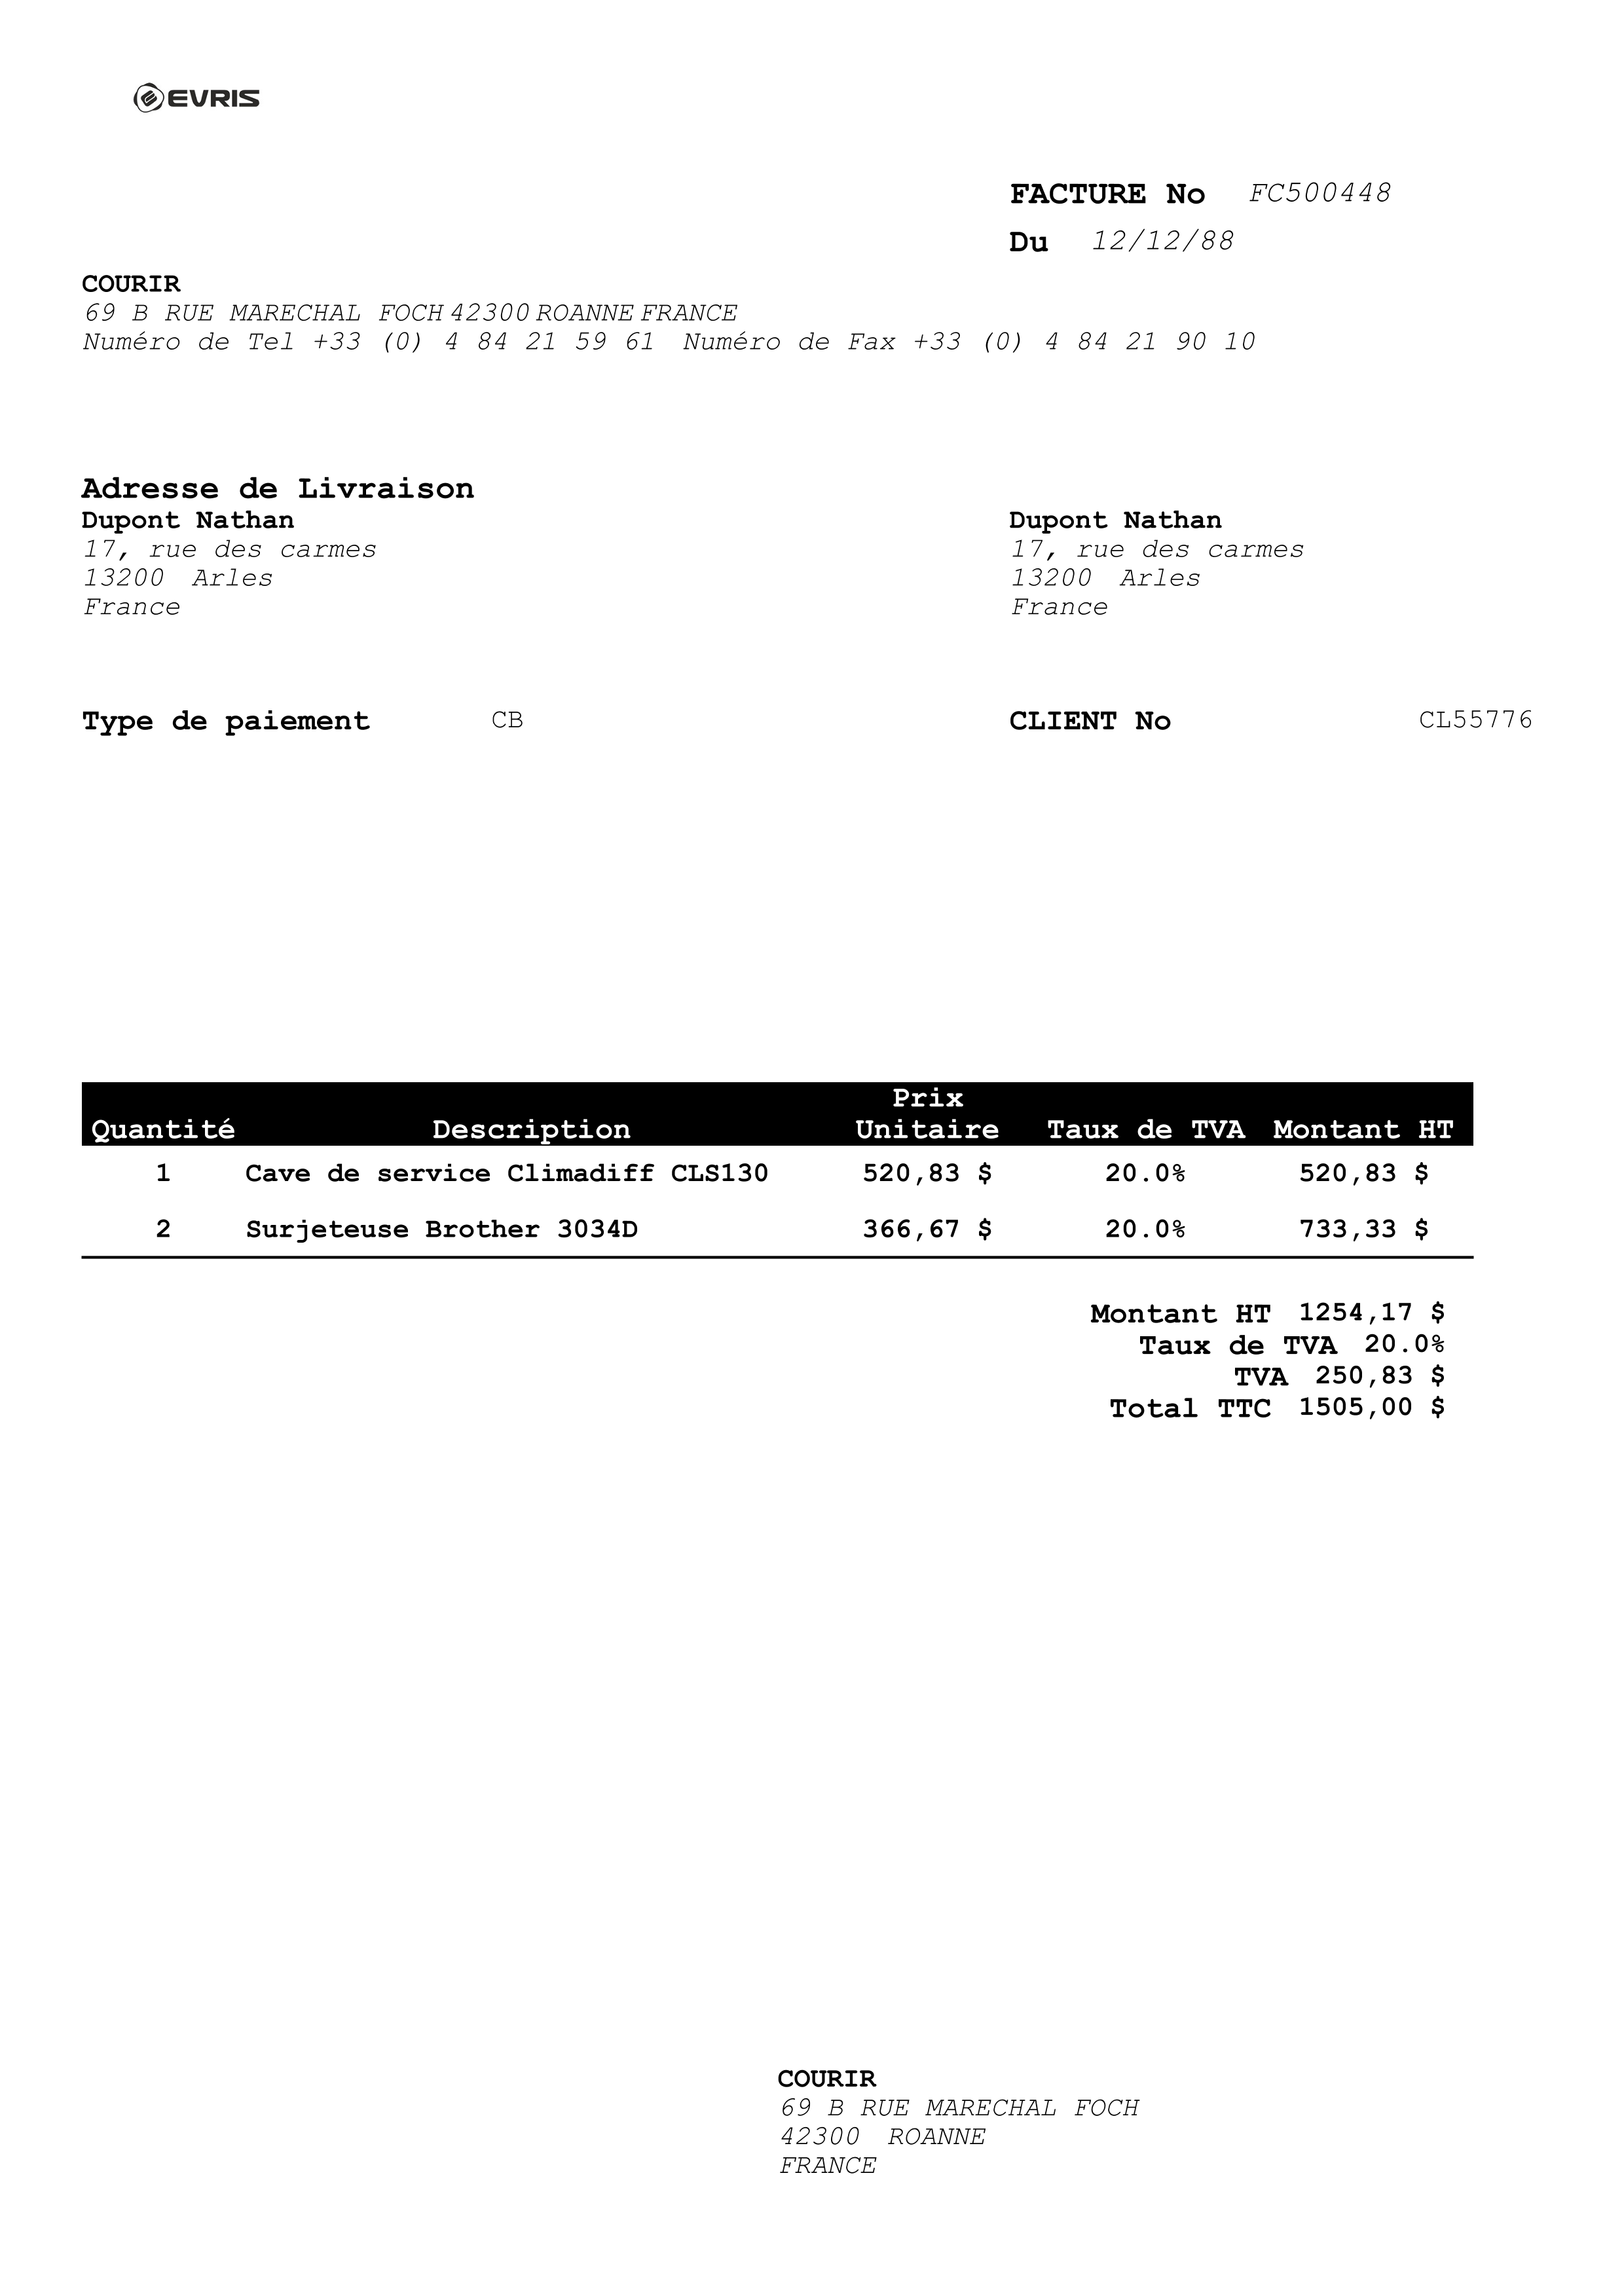 EVRIS
FACTURE No FC500448
Du 12/12/88
COURIR
69 B RUE MARECHAL FOCH 42300 ROANNE FRANCE
Numéro de Tel +33 (0) 4 84 21 59 61 Numéro de Fax +33 (0) 4 84 21 90 10
Adresse de Livraison
Dupont Nathan Dupont Nathan
17, rue des carmes 17, rue des carmes
13200 Arles 13200 Arles
France France
Type de paiement CB CLIENT No CL55776
Prix
Quantité Description Unitaire Taux de TVA Montant HT
1 Cave de service Climadiff CLS130 520,83 $ 20.0% 520,83 $
2 Surjeteuse Brother 3034D 366,67 $ 20.0% 733,33 $
Montant HT 1254,17 $
Taux de TVA 20.0%
TVA 250,83 $
Total TTC 1505,00 $
COURIR
69 B RUE MARECHAL FOCH
42300 ROANNE
FRANCE